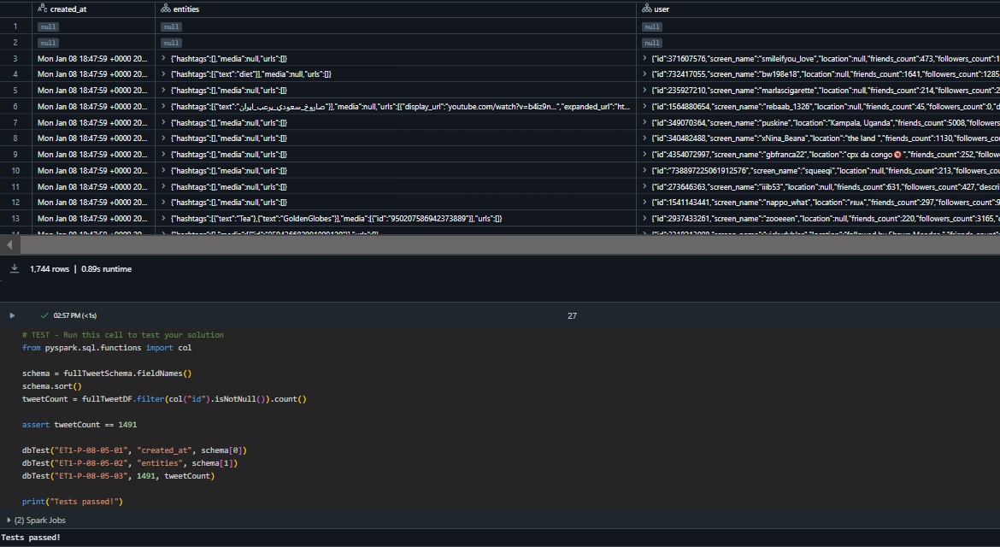 created_at entities user
1 null null null
2 null null null
3 Mon Jan 08 18:47:59 +0000 20... {"hashtags":[],"media":null,"urls":[]} {"id":371607576,"screen_name":"smileifyou_love","location":null,"friends_count":473,"followers_count":1
4 Mon Jan 08 18:47:59 +0000 20... {"hashtags":[{"text":"diet"}],"media":null,"urls":[]} {"id":732417055,"screen_name":"bw198e18","location":null,"friends_count":1641,"followers_count":1285,
5 Mon Jan 08 18:47:59 +0000 20... {"hashtags":[],"media":null,"urls":[]} {"id":235927210,"screen_name":"marlascigarette","location":null,"friends_count":214,"followers_count":2
6 Mon Jan 08 18:47:59 +0000 20... {"hashtags":[{"text":"صاروخ_سعودي_يرعب_ايران"}],"media":null,"urls":[{"display_url":"youtube.com/watch?v=b4iz9n…","expanded_url":"ht... {"id":1564880654,"screen_name":"rebaab_1326","location":null,"friends_count":45,"followers_count":0,"d
7 Mon Jan 08 18:47:59 +0000 20... {"hashtags":[],"media":null,"urls":[]} {"id":349070364,"screen_name":"puskine","location":"Kampala, Uganda","friends_count":5008,"followers
8 Mon Jan 08 18:47:59 +0000 20... {"hashtags":[],"media":null,"urls":[]} {"id":340482488,"screen_name":"xNina_Beana","location":"the land ","friends_count":1130,"followers_co
9 Mon Jan 08 18:47:59 +0000 20... {"hashtags":[],"media":null,"urls":[]} {"id":4354072997,"screen_name":"gbfranca22","location":"cpx da congo🎯 ","friends_count":252,"follow
10 Mon Jan 08 18:47:59 +0000 20... {"hashtags":[],"media":null,"urls":[]} {"id":"738897225061912576","screen_name":"squeeqi","location":null,"friends_count":213,"followers_cou
11 Mon Jan 08 18:47:59 +0000 20... {"hashtags":[],"media":null,"urls":[]} {"id":273646363,"screen_name":"iiib53","location":null,"friends_count":631,"followers_count":427,"descri
12 Mon Jan 08 18:47:59 +0000 20... {"hashtags":[],"media":null,"urls":[]} {"id":1541143441,"screen_name":"nappo_what","location":"ꜰᴜᴀ","friends_count":297,"followers_count":9
13 Mon Jan 08 18:47:59 +0000 20... {"hashtags":[{"text":"Tea"},{"text":"GoldenGlobes"}],"media":[{"id":"950207586942373889"}],"urls":[]} {"id":2937433261,"screen_name":"zooeeen","location":null,"friends_count":220,"followers_count":3165,"
1,744 rows | 0.89s runtime
02:57 PM (<1s) 27
# TEST - Run this cell to test your solution
from pyspark.sql.functions import col
schema = fullTweetSchema.fieldNames()
schema.sort()
tweetCount = fullTweetDF.filter(col("id").isNotNull()).count()
assert tweetCount == 1491
dbTest("ET1-P-08-05-01", "created_at", schema[0])
dbTest("ET1-P-08-05-02", "entities", schema[1])
dbTest("ET1-P-08-05-03", 1491, tweetCount)
print("Tests passed!")
(2) Spark Jobs
Tests passed!